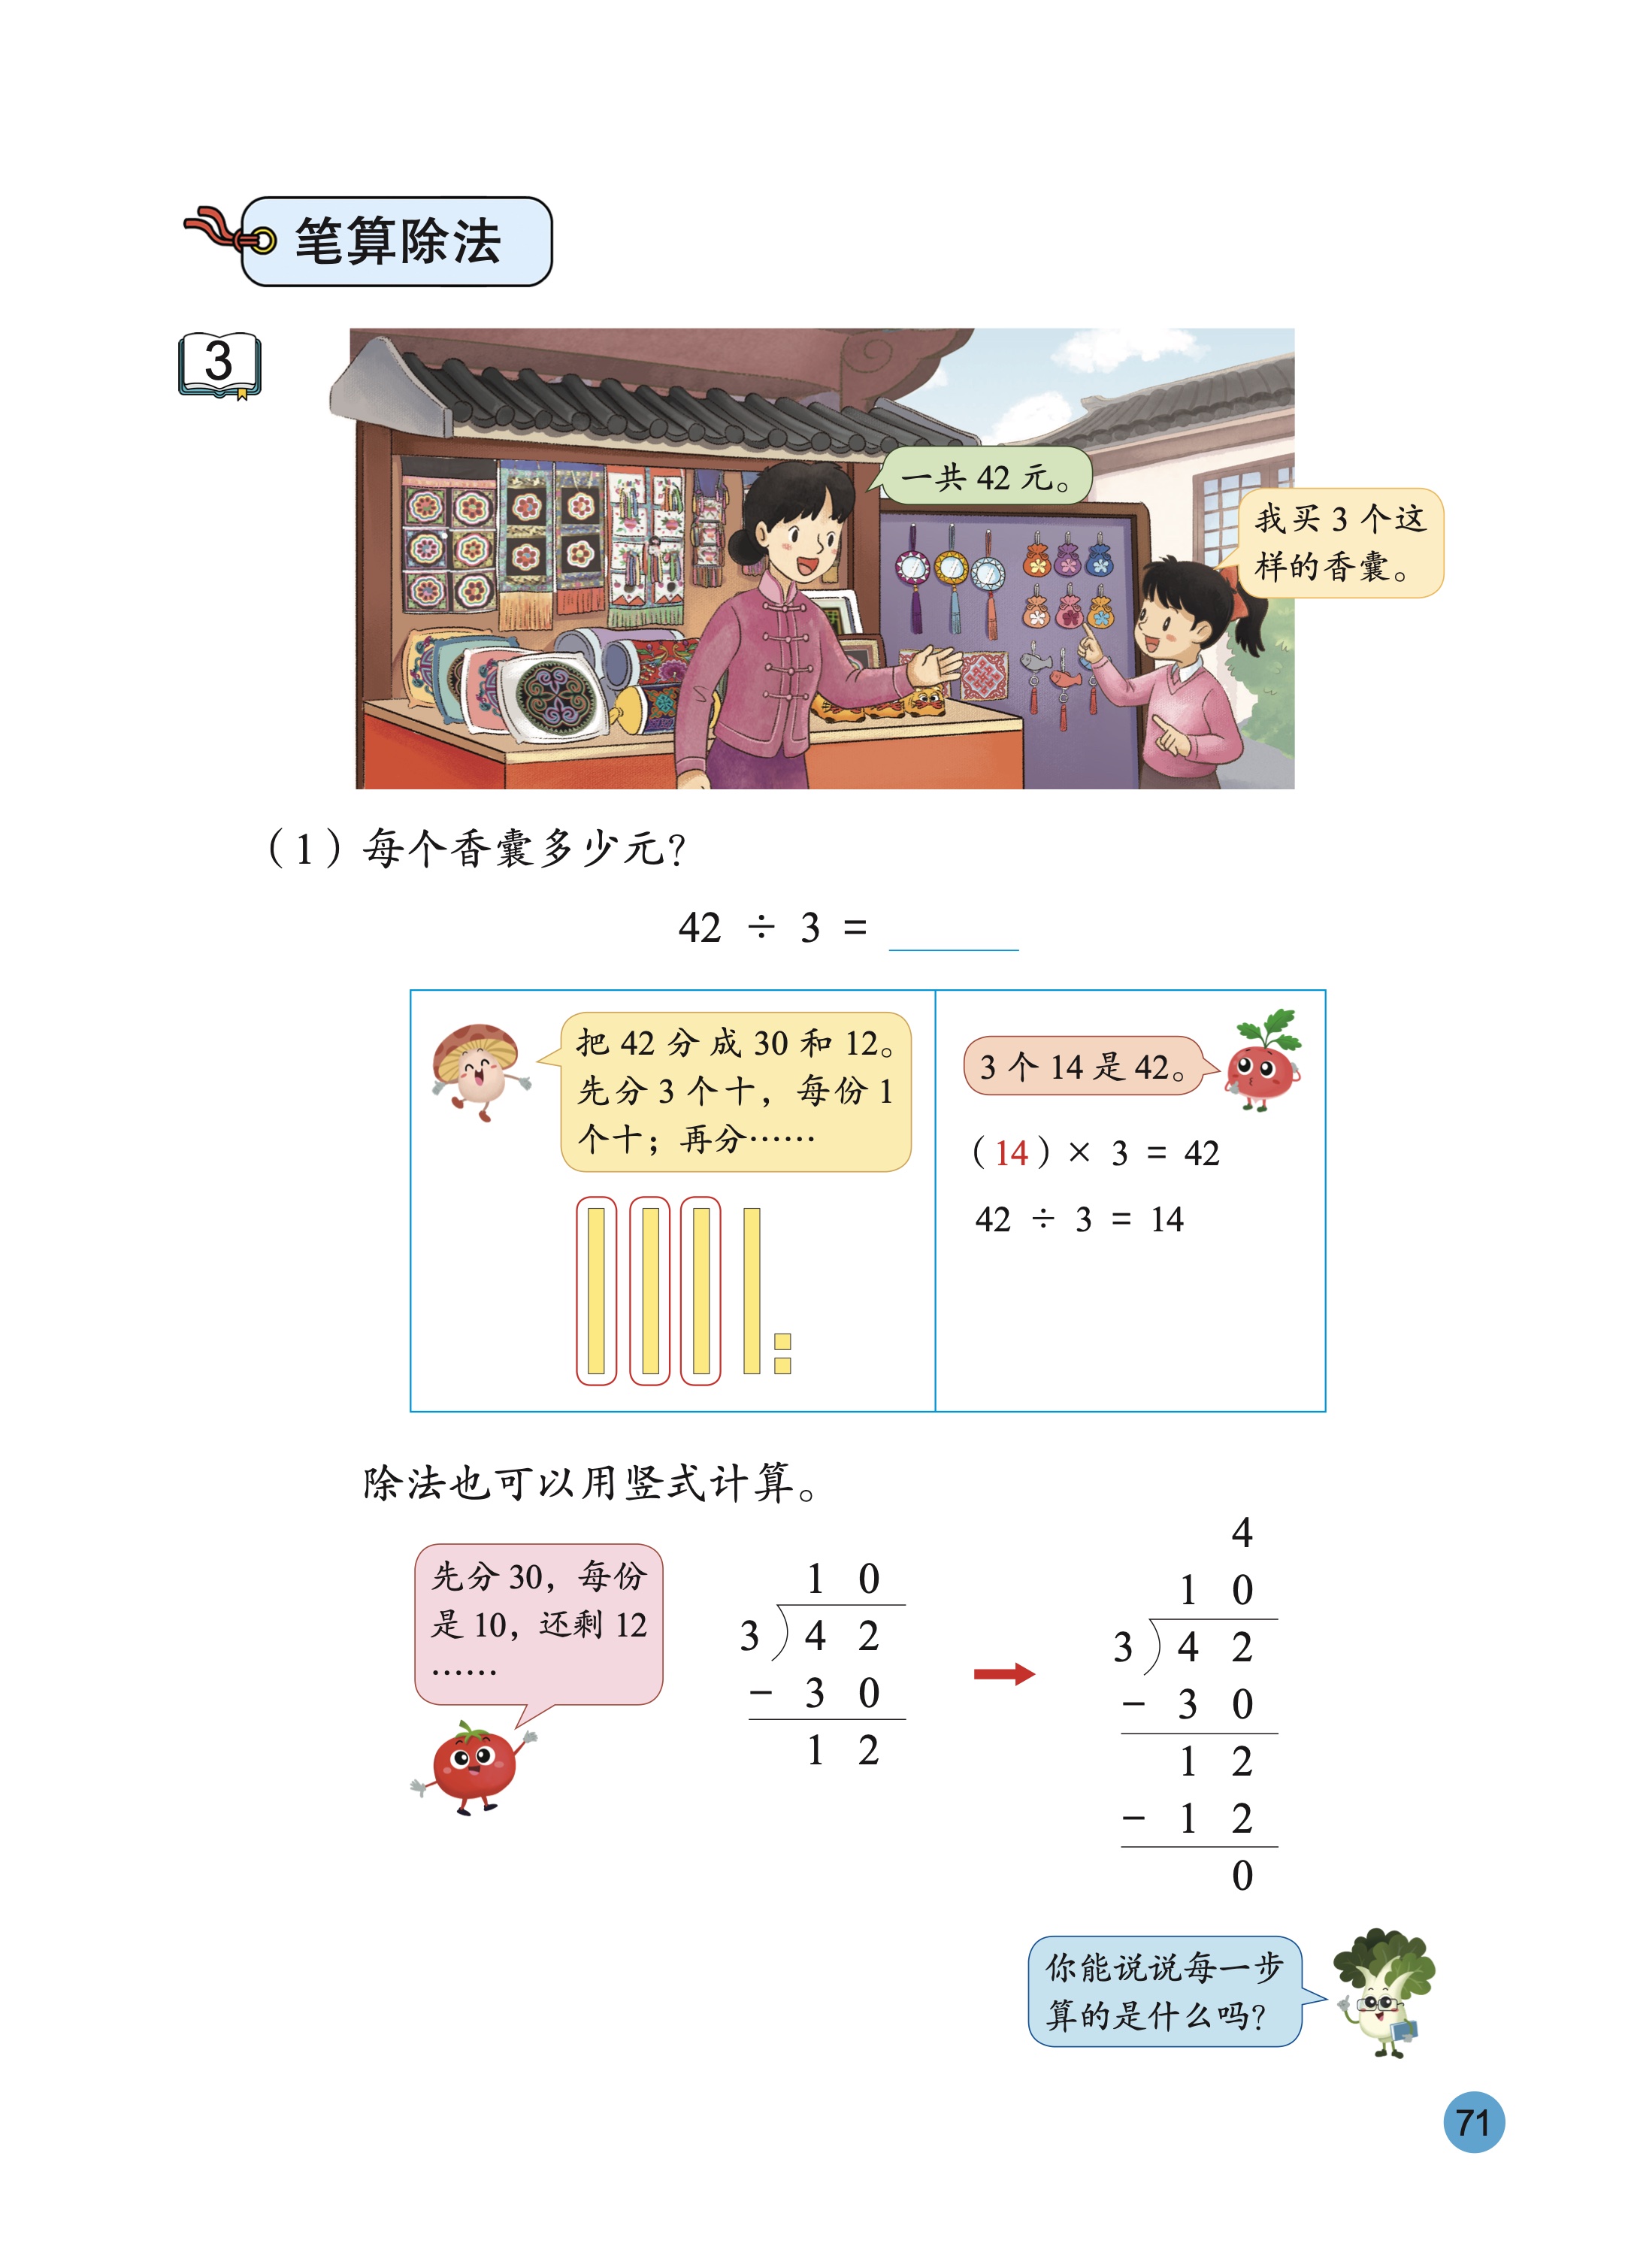 笔算除法
3
一共 42 元。
我买 3 个这
样的香囊。
（1）每个香囊多少元？
42 ÷ 3 = ______
把 42 分成 30 和 12。
先分 3 个十，每份 1
个十；再分……
3 个 14 是 42。
（14）× 3 = 42
42 ÷ 3 = 14
除法也可以用竖式计算。
先分 30，每份
是 10，还剩 12
……
1 0
3 ) 4 2
− 3 0
1 2
4
1 0
3 ) 4 2
− 3 0
1 2
− 1 2
0
你能说说每一步
算的是什么吗？
71